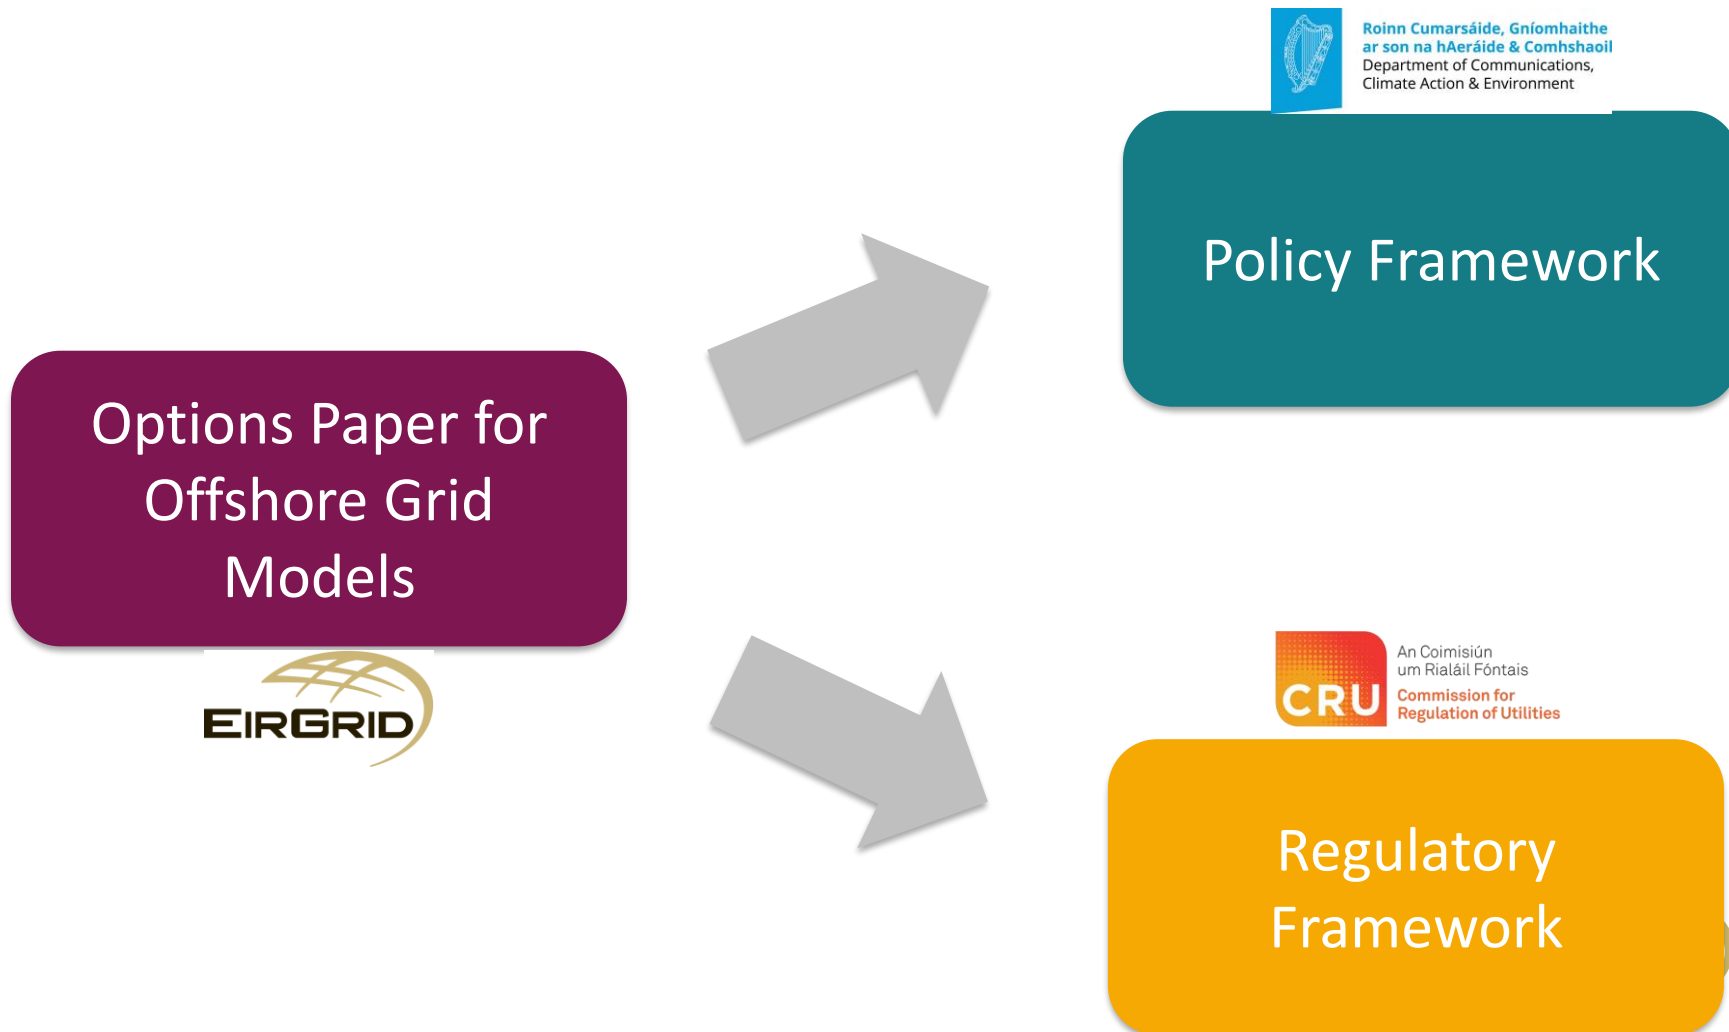 Roinn Cumarsáide, Gníomhaithe
ar son na hAeráide & Comhshaoil
Department of Communications,
Climate Action & Environment
Policy Framework
Options Paper for
Offshore Grid
Models
EIRGRID
CRU
An Coimisiún
um Rialáil Fóntais
Commission for
Regulation of Utilities
Regulatory
Framework